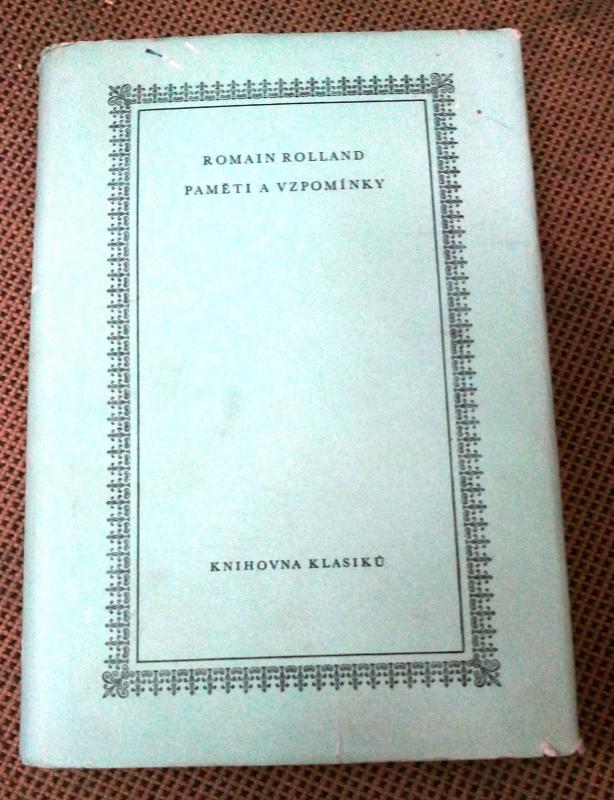 ROMAIN ROLLAND
PAMĚTI A VZPOMÍNKY
KNIHOVNA KLASIKŮ